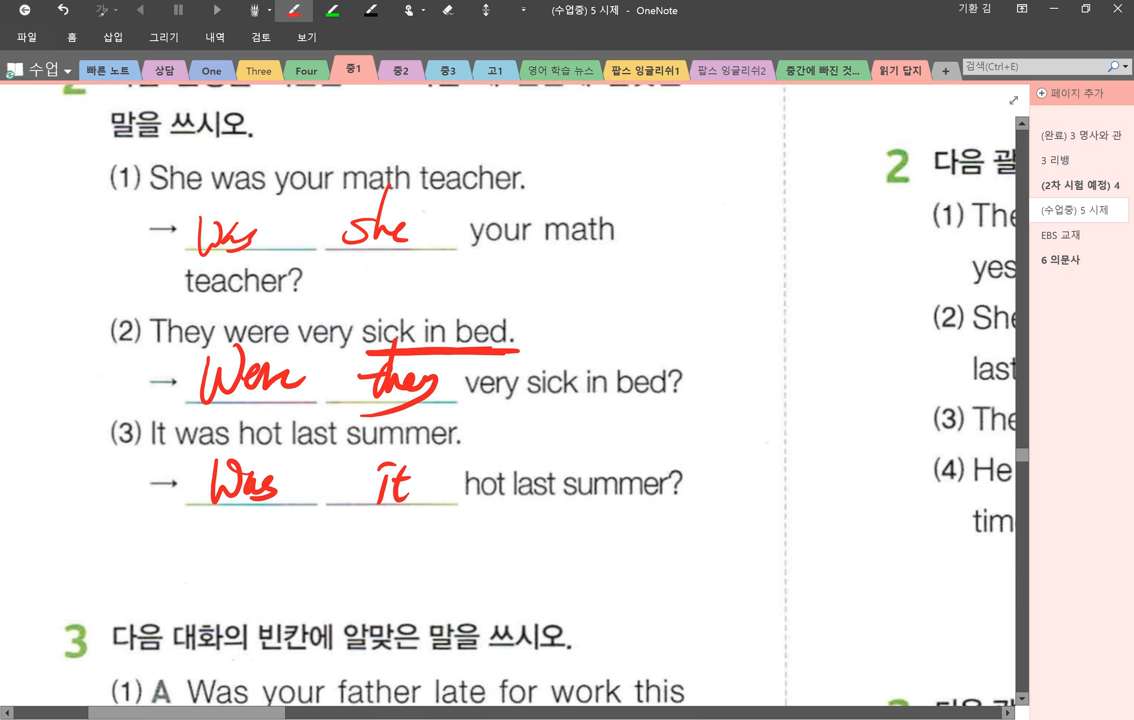 (수업중) 5 시제 - OneNote
기환 김
파일 홈 삽입 그리기 내역 검토 보기
수업 빠른 노트 상담 One Three Four 중1 중2 중3 고1 영어 학습 뉴스 팝스 잉글리쉬1 팝스 잉글리쉬2 중간에 빠진 것... 읽기 답지 +
검색(Ctrl+E)
페이지 추가
(완료) 3 명사와 관
3 리뱅
(2차 시험 예정) 4
(수업중) 5 시제
EBS 교재
6 의문사
2
말을 쓰시오.
(1) She was your math teacher.
→ Was she your math
teacher?
(2) They were very sick in bed.
→ Were they very sick in bed?
(3) It was hot last summer.
→ Was it hot last summer?
3 다음 대화의 빈칸에 알맞은 말을 쓰시오.
(1) A Was your father late for work this
2 다음 괄
(1) The
yes
(2) She
last
(3) The
(4) He
tim